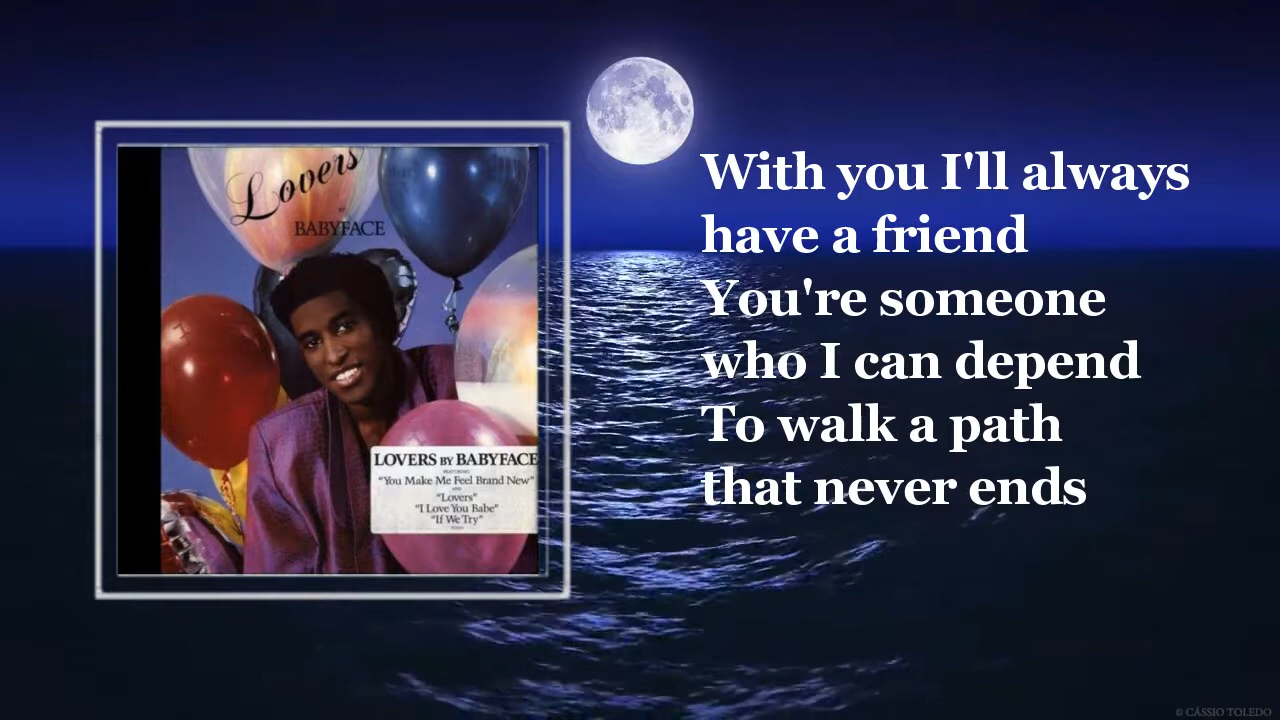 Lovers
BY
BABYFACE
LOVERS BY BABYFACE
FEATURING
"You Make Me Feel Brand New"
"Lovers"
"I Love You Babe"
"If We Try"
With you I'll always
have a friend
You're someone
who I can depend
To walk a path
that never ends
© CÁSSIO TOLEDO